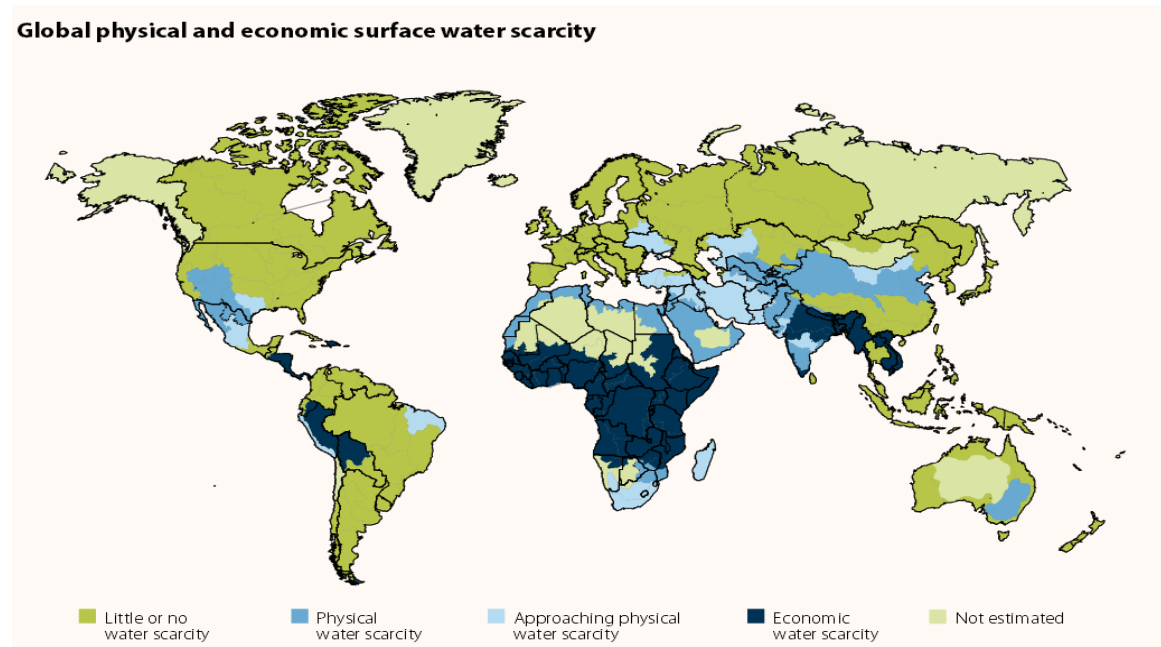 Global physical and economic surface water scarcity
Little or no
water scarcity
Physical
water scarcity
Approaching physical
water scarcity
Economic
water scarcity
Not estimated